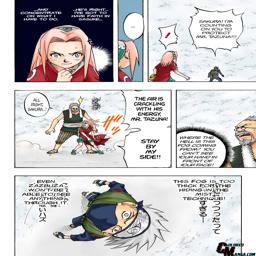 SAKURA! I'M
COUNTING
ON YOU TO
PROTECT
MR. TAZUNA!!
...HE'S RIGHT...
I'VE GOT TO
HAVE FAITH IN
SASUKE...
...AND
CONCENTRATE
ON WHAT I
HAVE TO DO.
WHERE THE HELL IS
THIS FOG COMING
FROM? YOU
CAN'T SEE YOUR
HAND IN FRONT OF
YOUR FACE!
THE AIR IS
CRACKLING
WITH HIS
ENERGY,
MR. TAZUNA!
STAY
BY MY
SIDE!!
ALL
RIGHT,
SAKURA...
THIS FOG IS TOO
THICK FOR THE
HIDING IN THE
MIST
TECHNIQUE!
EVEN
ZABUZA
WON'T BE
ABLE TO SEE
ANYTHING
THROUGH
IT...